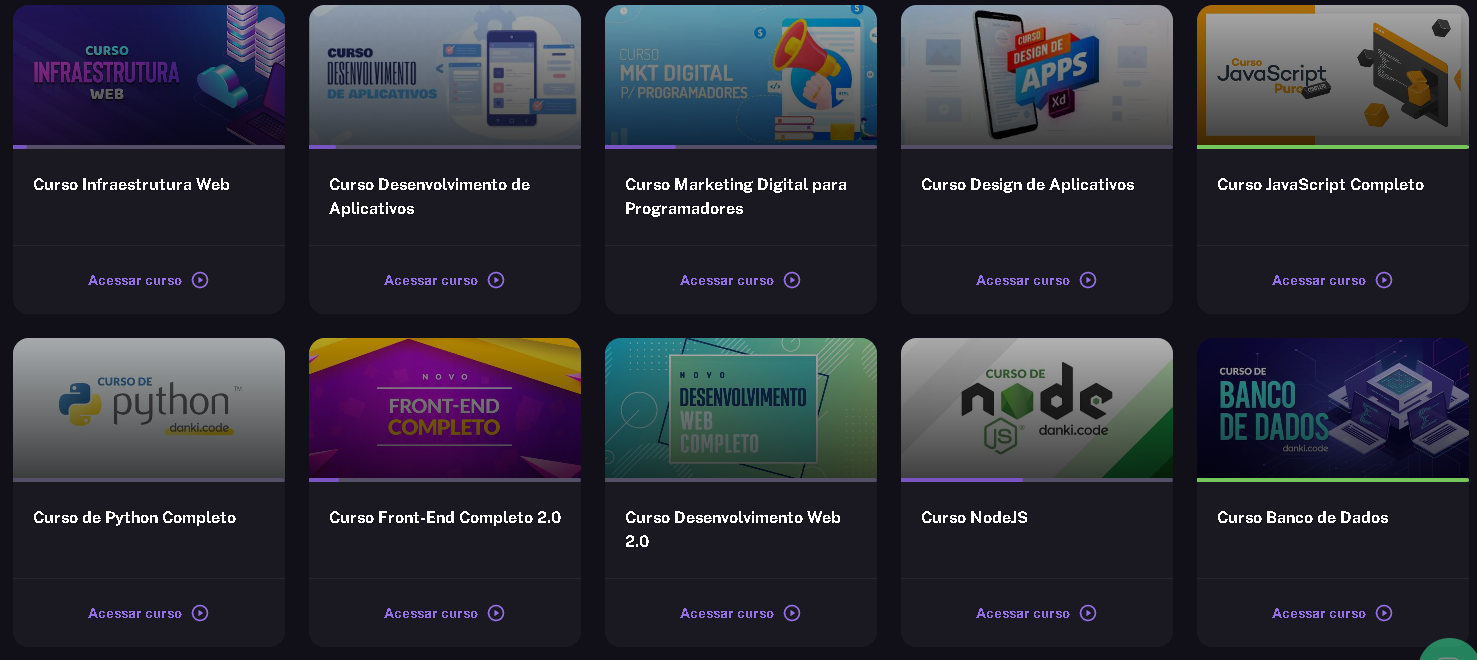 CURSO
INFRAESTRUTURA
WEB
CURSO
DESENVOLVIMENTO
DE APLICATIVOS
CURSO
MKT DIGITAL
P/ PROGRAMADORES
CURSO
DESIGN DE
APPS
Xd
Curso
JavaScript
Puro
Curso Infraestrutura Web
Curso Desenvolvimento de
Aplicativos
Curso Marketing Digital para
Programadores
Curso Design de Aplicativos
Curso JavaScript Completo
Acessar curso
Acessar curso
Acessar curso
Acessar curso
Acessar curso
CURSO DE
python™
danki.code
NOVO
FRONT-END
COMPLETO
NOVO
DESENVOLVIMENTO
WEB
COMPLETO
CURSO DE
node
JS
danki.code
CURSO DE
BANCO
DE DADOS
danki.code
Curso de Python Completo
Curso Front-End Completo 2.0
Curso Desenvolvimento Web
2.0
Curso NodeJS
Curso Banco de Dados
Acessar curso
Acessar curso
Acessar curso
Acessar curso
Acessar curso